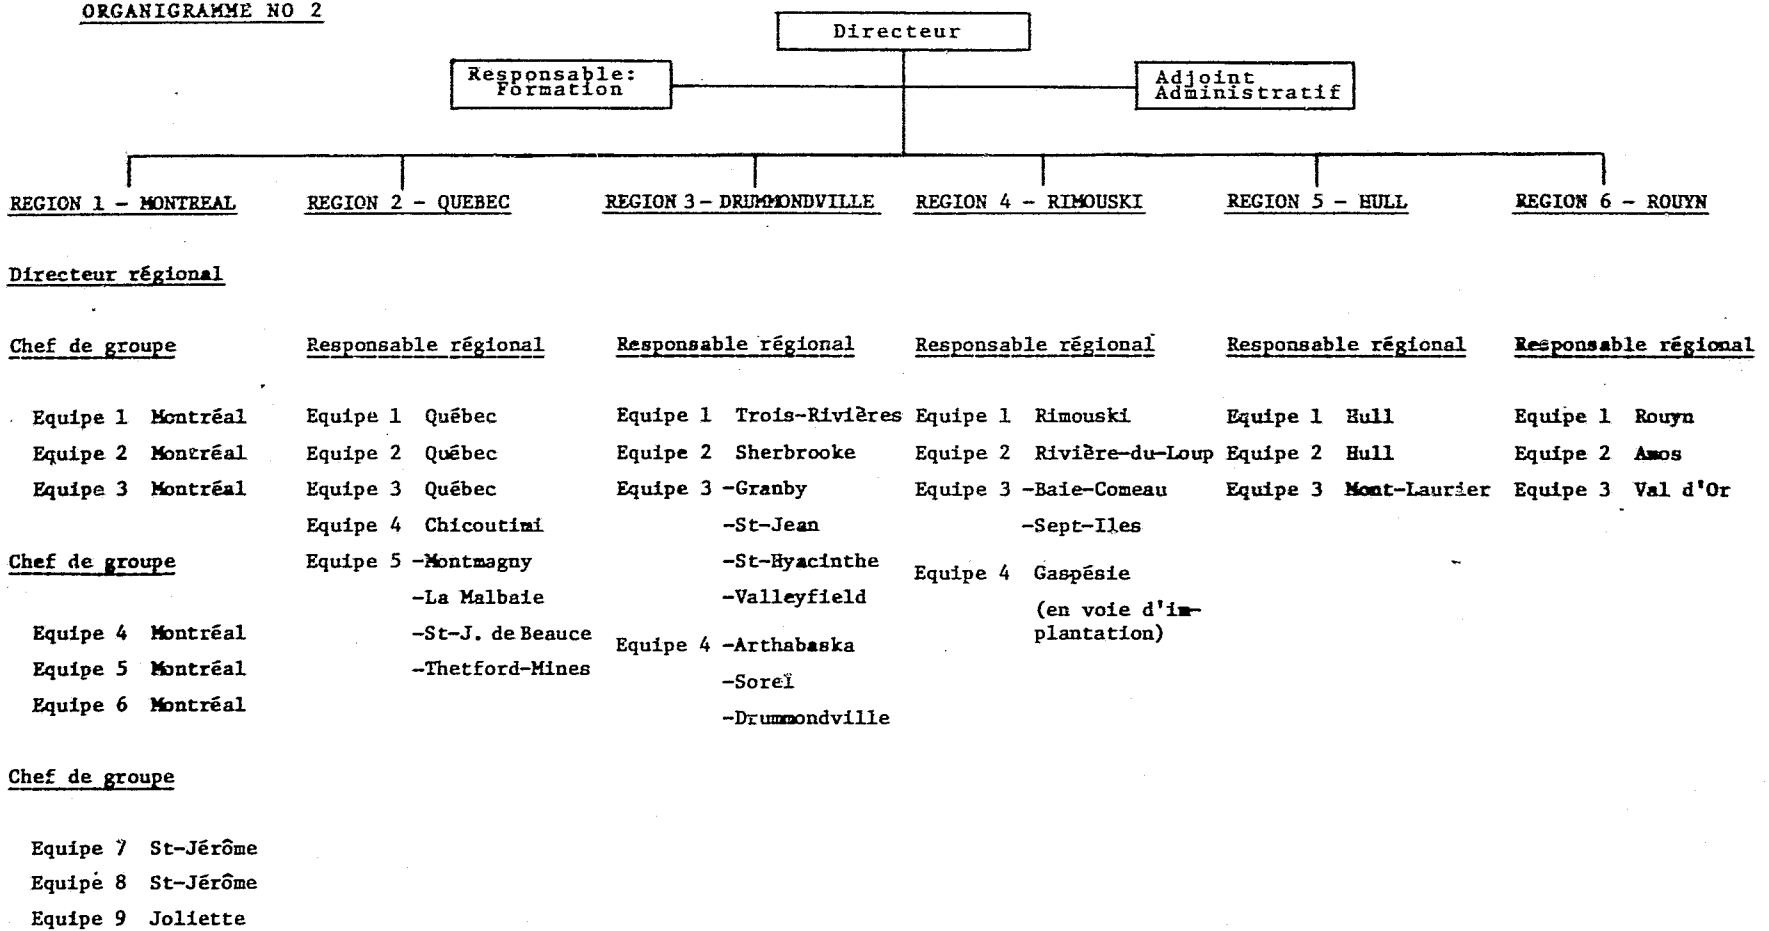 ORGANIGRAMME NO 2
Directeur
Responsable:
Formation
Adjoint
Administratif
REGION 1 - MONTREAL
Directeur régional
Chef de groupe
Equipe 1 Montréal
Equipe 2 Montréal
Equipe 3 Montréal
Chef de groupe
Equipe 4 Montréal
Equipe 5 Montréal
Equipe 6 Montréal
Chef de groupe
Equipe 7 St-Jérôme
Equipe 8 St-Jérôme
Equipe 9 Joliette
REGION 2 - QUEBEC
Responsable régional
Equipe 1 Québec
Equipe 2 Québec
Equipe 3 Québec
Equipe 4 Chicoutimi
Equipe 5 -Montmagny
-La Malbaie
-St-J. de Beauce
-Thetford-Mines
REGION 3 - DRUMMONDVILLE
Responsable régional
Equipe 1 Trois-Rivières
Equipe 2 Sherbrooke
Equipe 3 -Granby
-St-Jean
-St-Hyacinthe
-Valleyfield
Equipe 4 -Arthabaska
-Sorel
-Drummondville
REGION 4 - RIMOUSKI
Responsable régional
Equipe 1 Rimouski
Equipe 2 Rivière-du-Loup
Equipe 3 -Baie-Comeau
-Sept-Iles
Equipe 4 Gaspésie
(en voie d'im-
plantation)
REGION 5 - HULL
Responsable régional
Equipe 1 Hull
Equipe 2 Hull
Equipe 3 Mont-Laurier
REGION 6 - ROUYN
Responsable régional
Equipe 1 Rouyn
Equipe 2 Amos
Equipe 3 Val d'Or